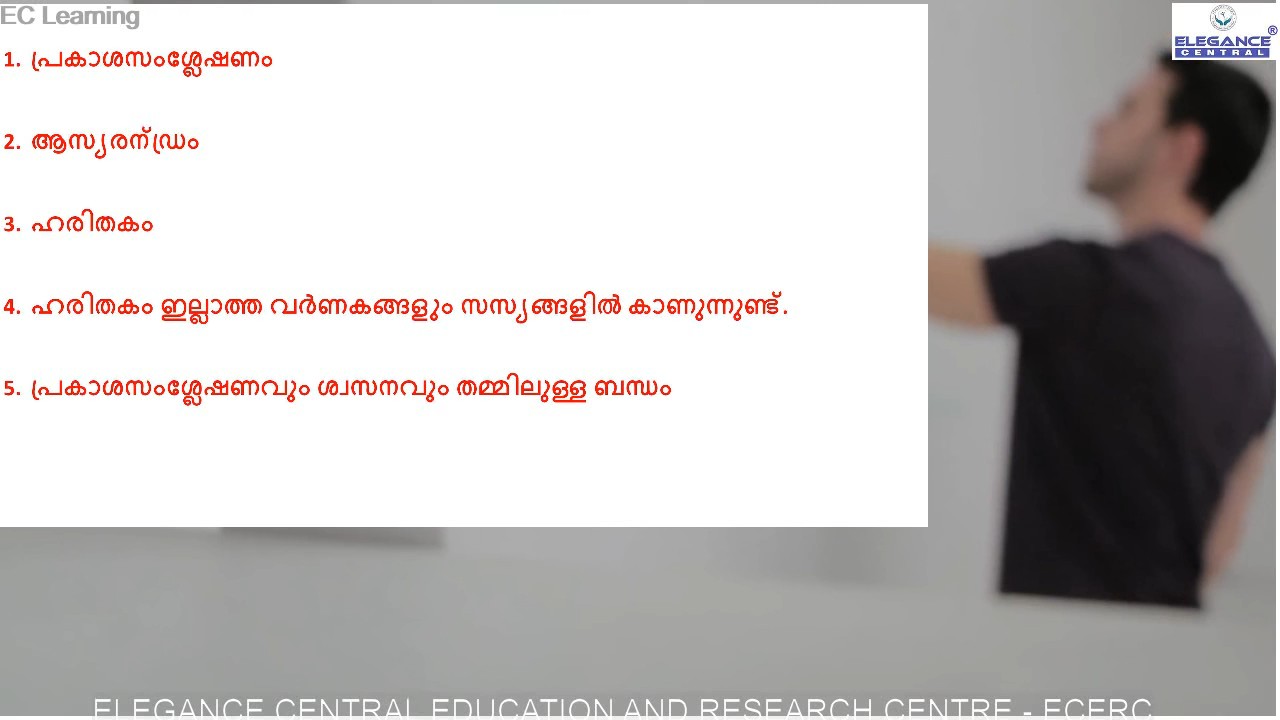 EC Learning
ELEGANCE ®
CENTRAL
1. പ്രകാശസംശ്ലേഷണം
2. ആസ്യരന്ഡ്രം
3. ഹരിതകം
4. ഹരിതകം ഇല്ലാത്ത വർണകങ്ങളും സസ്യങ്ങളിൽ കാണുന്നുണ്ട്.
5. പ്രകാശസംശ്ലേഷണവും ശ്വസനവും തമ്മിലുള്ള ബന്ധം
ELEGANCE CENTRAL EDUCATION AND RESEARCH CENTRE - ECERC